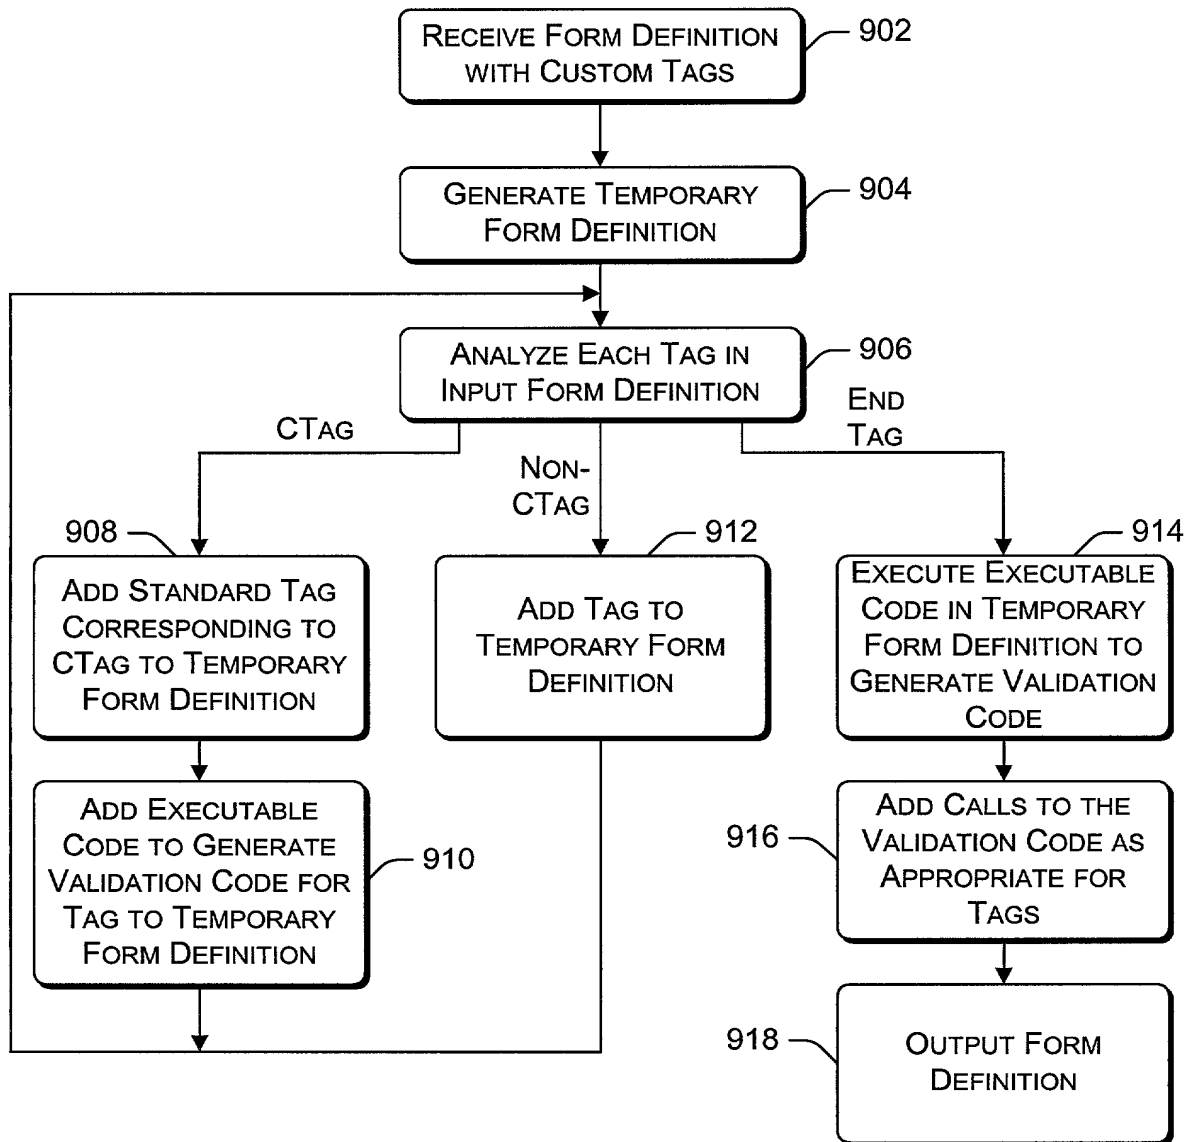 RECEIVE FORM DEFINITION
WITH CUSTOM TAGS
902
GENERATE TEMPORARY
FORM DEFINITION
904
ANALYZE EACH TAG IN
INPUT FORM DEFINITION
906
CTAG
NON-
CTAG
END
TAG
908
ADD STANDARD TAG
CORRESPONDING TO
CTAG TO TEMPORARY
FORM DEFINITION
912
ADD TAG TO
TEMPORARY FORM
DEFINITION
914
EXECUTE EXECUTABLE
CODE IN TEMPORARY
FORM DEFINITION TO
GENERATE VALIDATION
CODE
ADD EXECUTABLE
CODE TO GENERATE
VALIDATION CODE FOR
TAG TO TEMPORARY
FORM DEFINITION
910
916
ADD CALLS TO THE
VALIDATION CODE AS
APPROPRIATE FOR
TAGS
918
OUTPUT FORM
DEFINITION